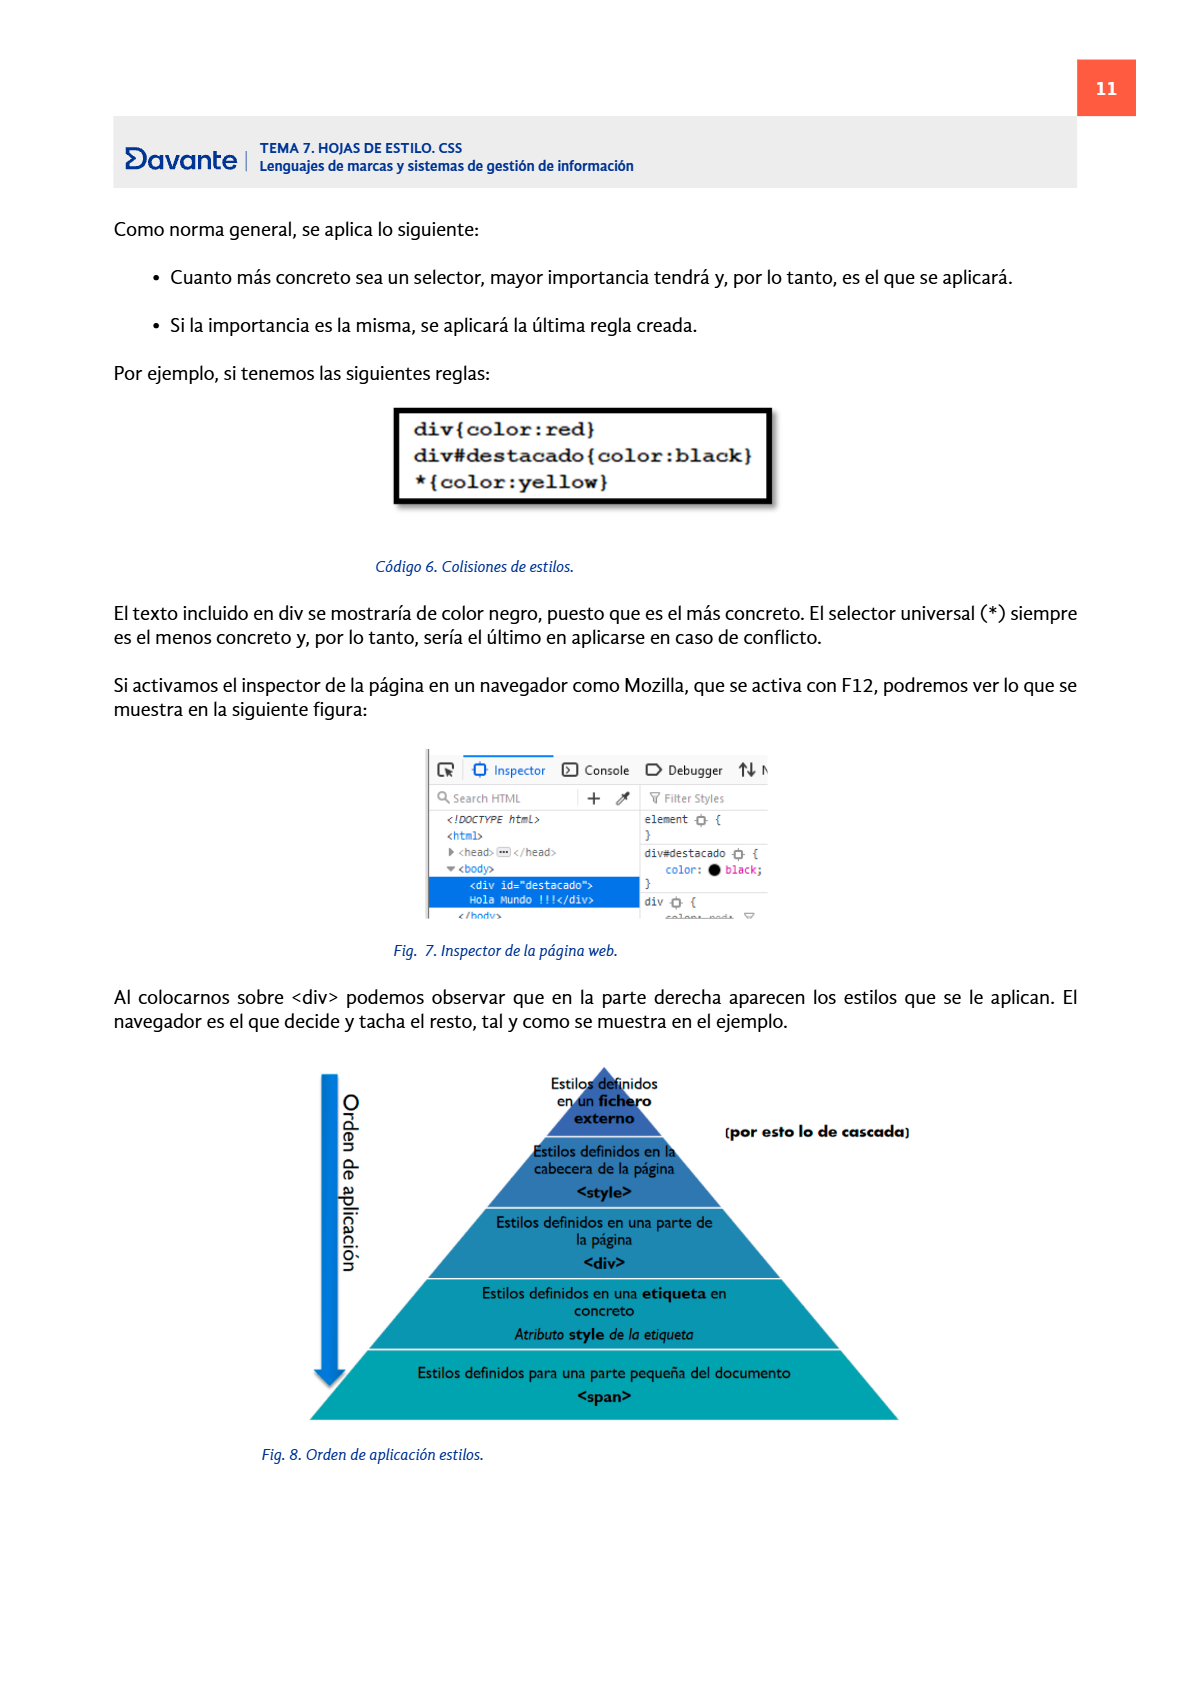 11
Davante
TEMA 7. HOJAS DE ESTILO. CSS
Lenguajes de marcas y sistemas de gestión de información
Como norma general, se aplica lo siguiente:
• Cuanto más concreto sea un selector, mayor importancia tendrá y, por lo tanto, es el que se aplicará.
• Si la importancia es la misma, se aplicará la última regla creada.
Por ejemplo, si tenemos las siguientes reglas:
div{color:red}
div#destacado{color:black}
*{color:yellow}
Código 6. Colisiones de estilos.
El texto incluido en div se mostraría de color negro, puesto que es el más concreto. El selector universal (*) siempre
es el menos concreto y, por lo tanto, sería el último en aplicarse en caso de conflicto.
Si activamos el inspector de la página en un navegador como Mozilla, que se activa con F12, podremos ver lo que se
muestra en la siguiente figura:
Inspector Console Debugger N
Search HTML + Filter Styles
<!DOCTYPE html>
<html>
<head> ••• </head>
<body>
<div id="destacado">
Hola Mundo !!!</div>
</body>
element {
}
div#destacado {
color: black;
}
div {
color: red;
Fig. 7. Inspector de la página web.
Al colocarnos sobre <div> podemos observar que en la parte derecha aparecen los estilos que se le aplican. El
navegador es el que decide y tacha el resto, tal y como se muestra en el ejemplo.
Orden de aplicación
Estilos definidos
en un fichero
externo
(por esto lo de cascada)
Estilos definidos en la
cabecera de la página
<style>
Estilos definidos en una parte de
la página
<div>
Estilos definidos en una etiqueta en
concreto
Atributo style de la etiqueta
Estilos definidos para una parte pequeña del documento
<span>
Fig. 8. Orden de aplicación estilos.